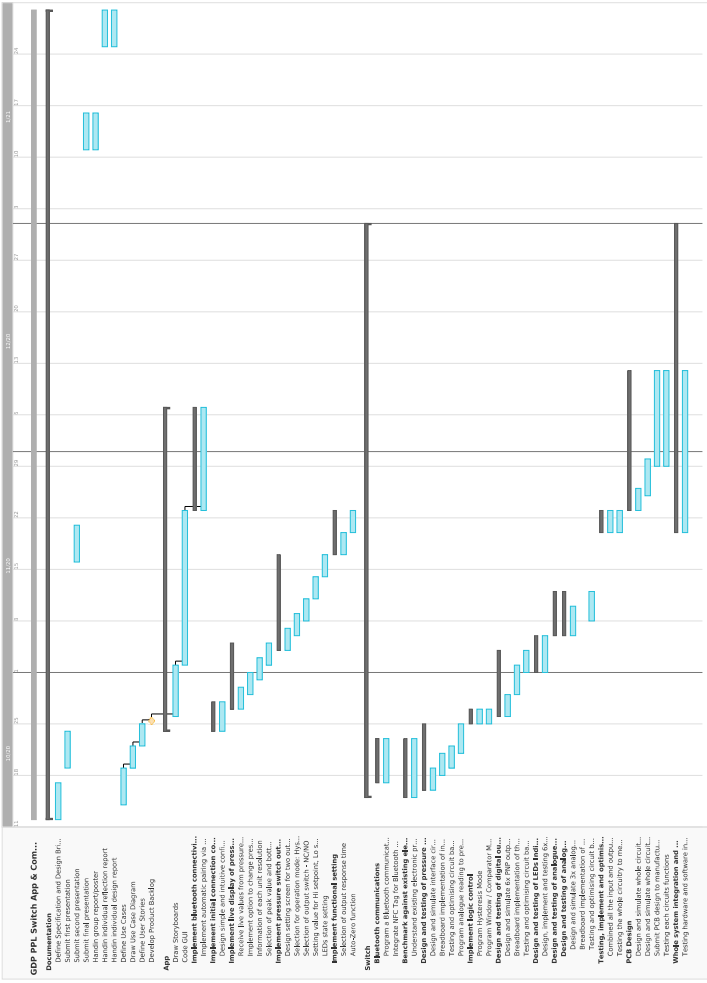 GDP PPL Switch App & Com...
Documentation
Define Specification and Design Bri...
Submit first presentation
Submit second presentation
Submit final presentation
Handin group report/poster
Handin individual reflection report
Handin individual design report
Define Use Cases
Draw Use Case Diagram
Define User Stories
Develop Product Backlog
App
Draw Storyboards
Code GUI
Implement bluetooth connectivi...
Implement automatic pairing via ...
Implement initial connection co...
Design simple and intuitive confi...
Implement live display of press...
Receive live values from pressure...
Implement option to change pres...
Information of each unit resolution
Selection of peak value and bott...
Implement pressure switch out...
Design setting screen for two out...
Selection for operation mode: Hys...
Selection of output switch - NC/NO
Setting value for Hi setpoint, Lo s...
LEDs state setting
Implement functional setting
Selection of output response time
Auto-Zero function
Switch
Bluetooth communications
Program a Bluetooth communicat...
Integrate NFC Tag for Bluetooth ...
Benchmark against existing ele...
Understand existing electronic pr...
Design and testing of pressure ...
Design and simulate interface cir...
Breadboard implementation of in...
Testing and optimising circuit ba...
Program analogue reading to pre...
Implement logic control
Program Hysteresis Mode
Program Window / Comparator M...
Design and testing of digital ou...
Design and simulate 6x PNP outp...
Breadboard implementation of th...
Testing and optimising circuit ba...
Design and testing of LEDs Indi...
Design, implement and testing 6x...
Design and testing of analogue...
Design and testing of analog...
Design and simulate 3x analog...
Breadboard implementation of ...
Testing and optimising circuit b...
Testing, implement and optimis...
Combined all the input and outpu...
Testing the whole circuitry to me...
PCB Design
Design and simulate whole circuit...
Design and simulate whole circuit...
Submit PCB design to manufactu...
Testing each circuits functions
Whole system integration and ...
Testing hardware and software in...
10/20
11/20
12/20
1/21
11
18
25
1
8
15
22
29
6
13
20
27
3
10
17
24